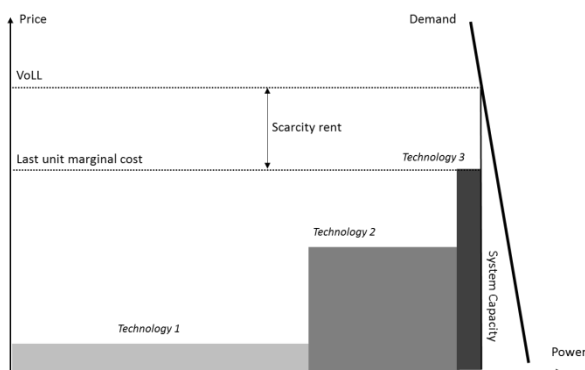 Price
Demand
VoLL
Scarcity rent
Technology 3
Last unit marginal cost
Technology 2
System Capacity
Technology 1
Power